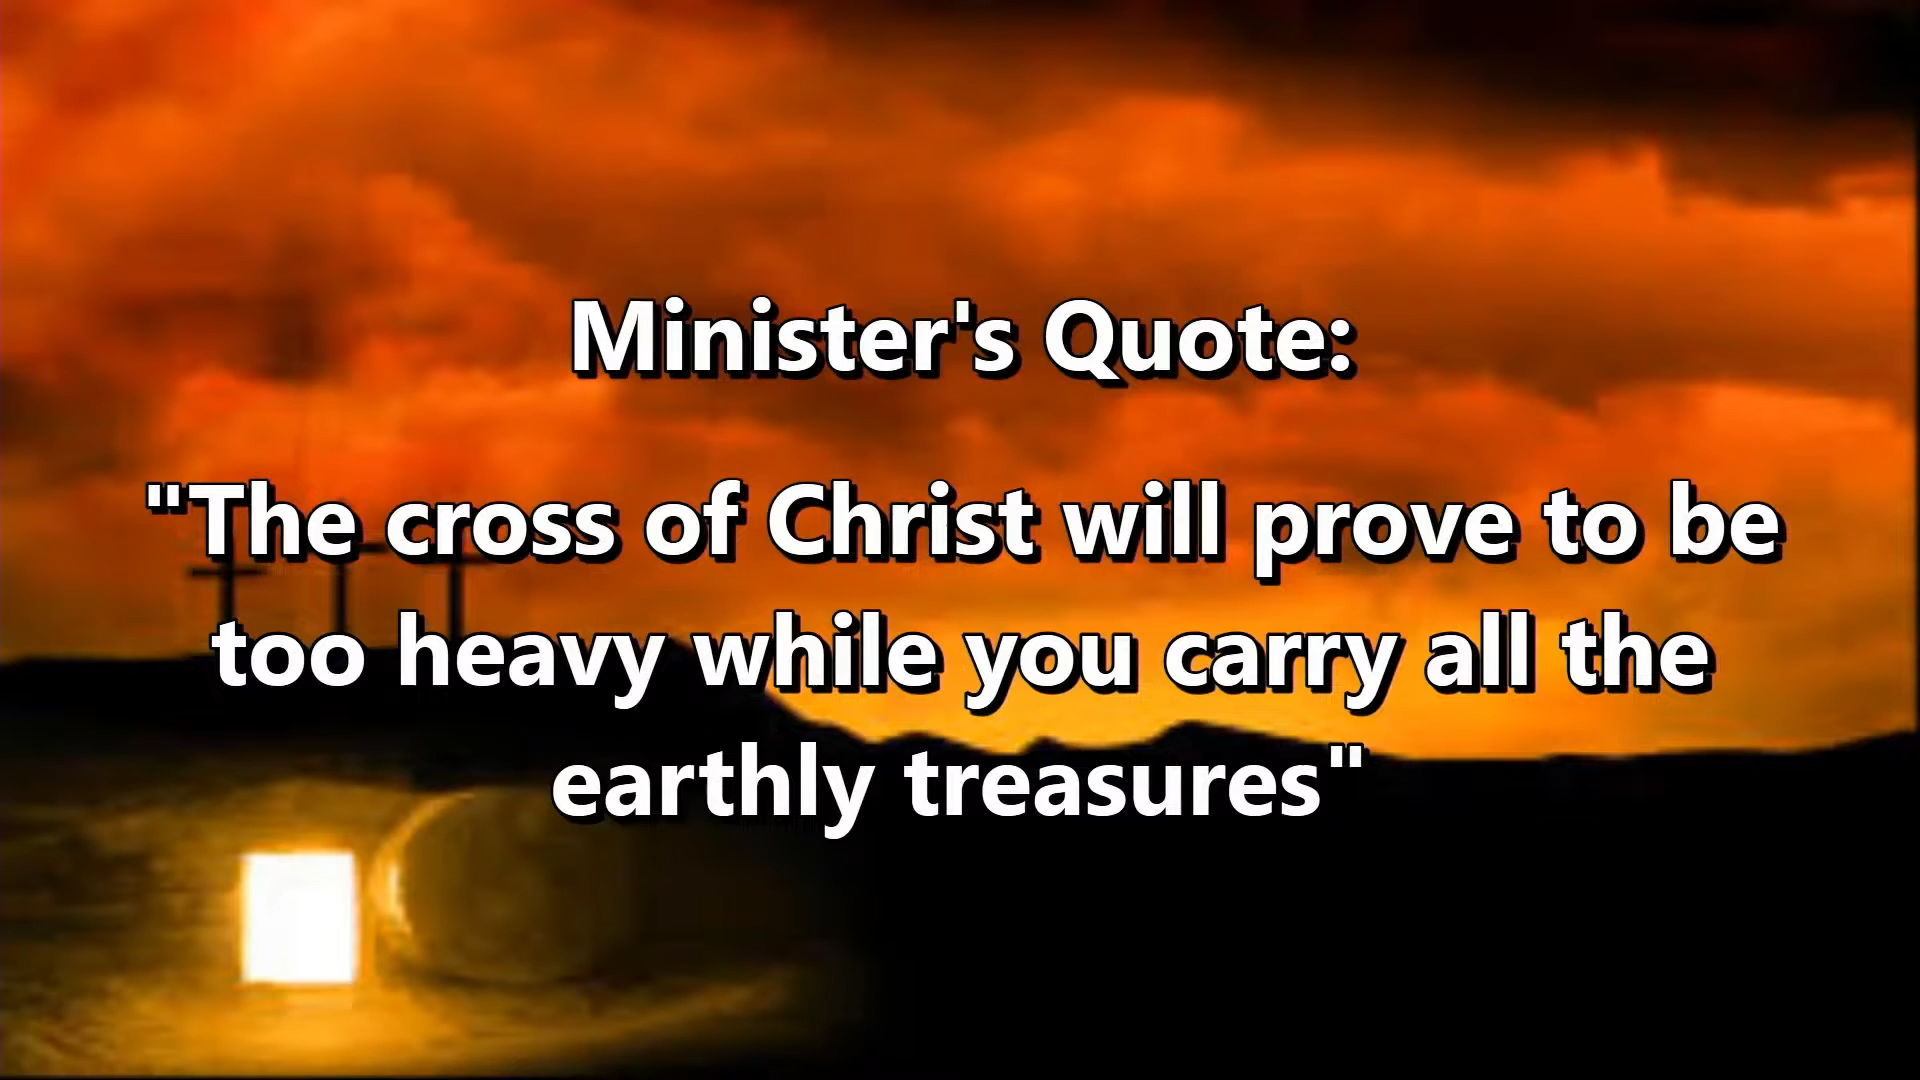 Minister's Quote:
"The cross of Christ will prove to be
too heavy while you carry all the
earthly treasures"